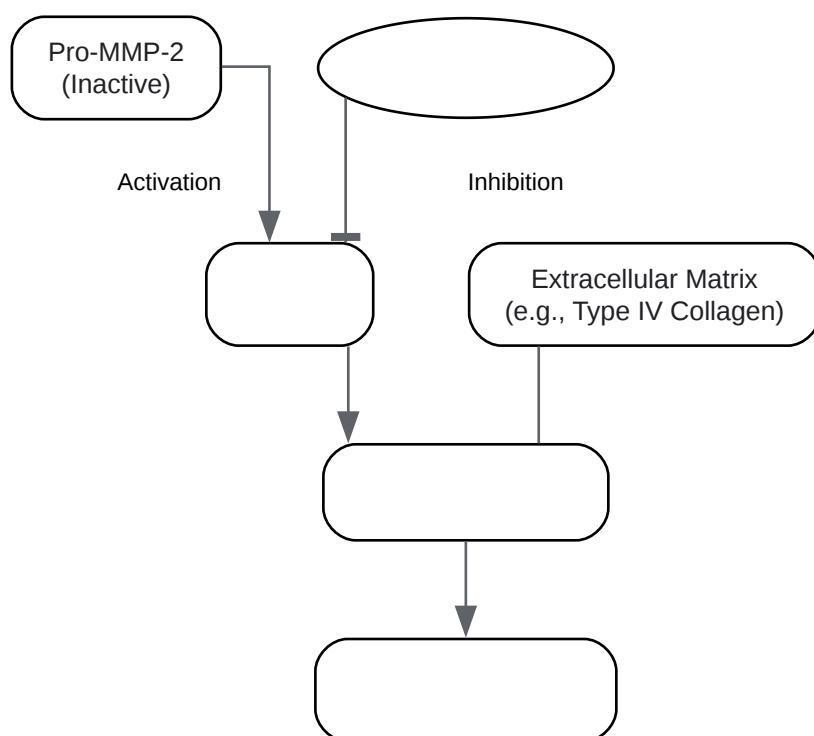 Pro-MMP-2
(Inactive)
Activation
Inhibition
Extracellular Matrix
(e.g., Type IV Collagen)